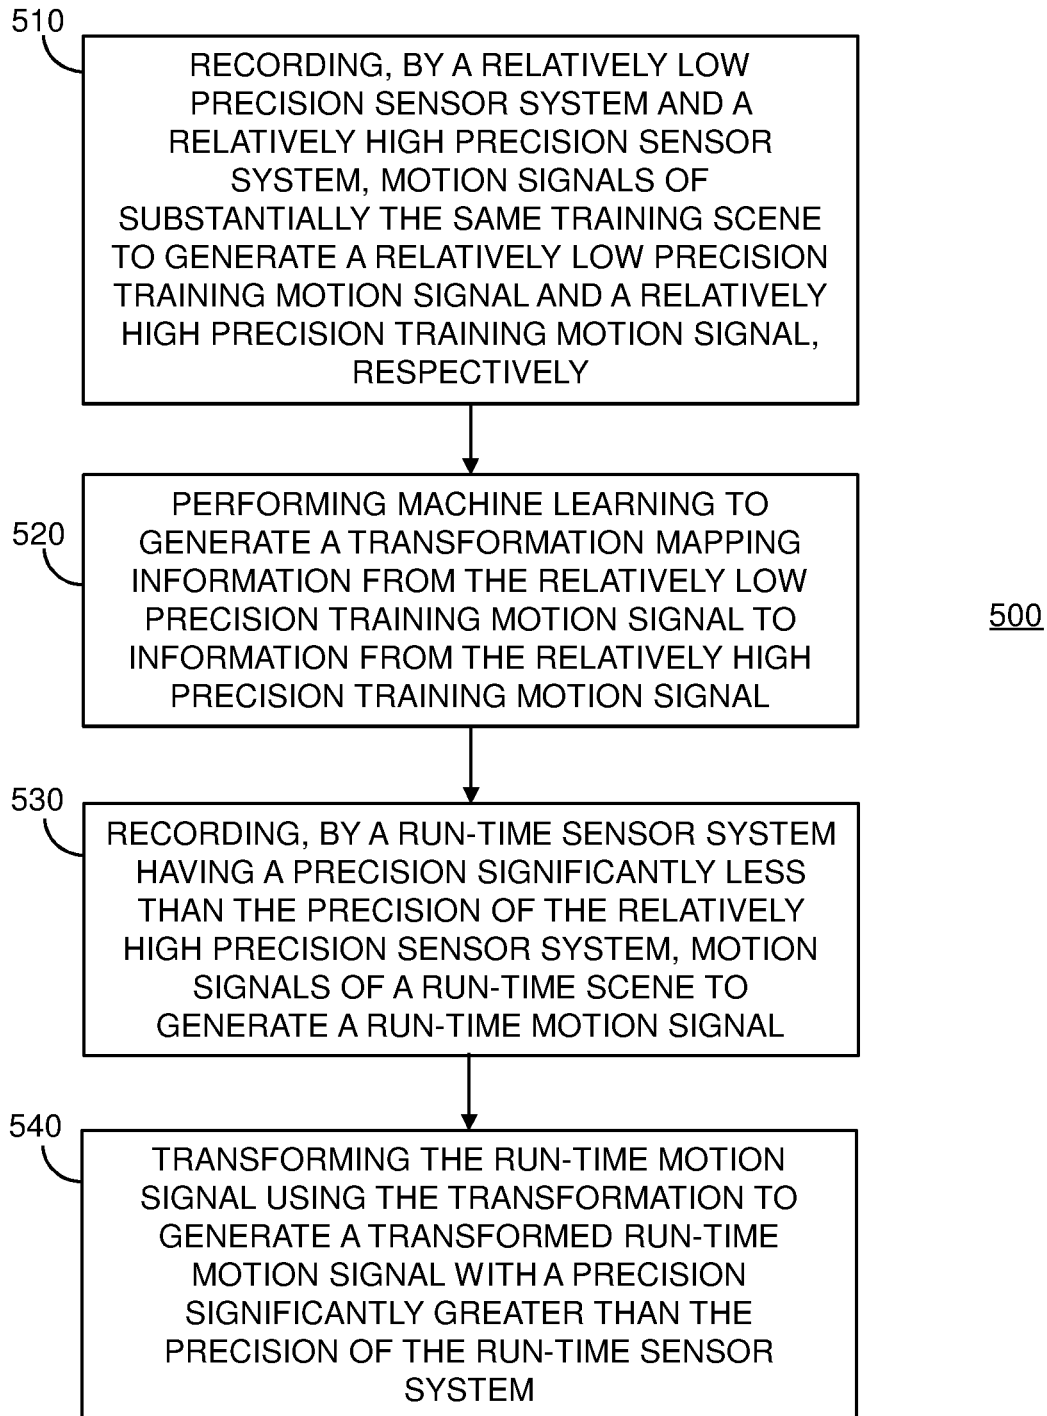 510
RECORDING, BY A RELATIVELY LOW
PRECISION SENSOR SYSTEM AND A
RELATIVELY HIGH PRECISION SENSOR
SYSTEM, MOTION SIGNALS OF
SUBSTANTIALLY THE SAME TRAINING SCENE
TO GENERATE A RELATIVELY LOW PRECISION
TRAINING MOTION SIGNAL AND A RELATIVELY
HIGH PRECISION TRAINING MOTION SIGNAL,
RESPECTIVELY
520
PERFORMING MACHINE LEARNING TO
GENERATE A TRANSFORMATION MAPPING
INFORMATION FROM THE RELATIVELY LOW
PRECISION TRAINING MOTION SIGNAL TO
INFORMATION FROM THE RELATIVELY HIGH
PRECISION TRAINING MOTION SIGNAL
500
530
RECORDING, BY A RUN-TIME SENSOR SYSTEM
HAVING A PRECISION SIGNIFICANTLY LESS
THAN THE PRECISION OF THE RELATIVELY
HIGH PRECISION SENSOR SYSTEM, MOTION
SIGNALS OF A RUN-TIME SCENE TO
GENERATE A RUN-TIME MOTION SIGNAL
540
TRANSFORMING THE RUN-TIME MOTION
SIGNAL USING THE TRANSFORMATION TO
GENERATE A TRANSFORMED RUN-TIME
MOTION SIGNAL WITH A PRECISION
SIGNIFICANTLY GREATER THAN THE
PRECISION OF THE RUN-TIME SENSOR
SYSTEM